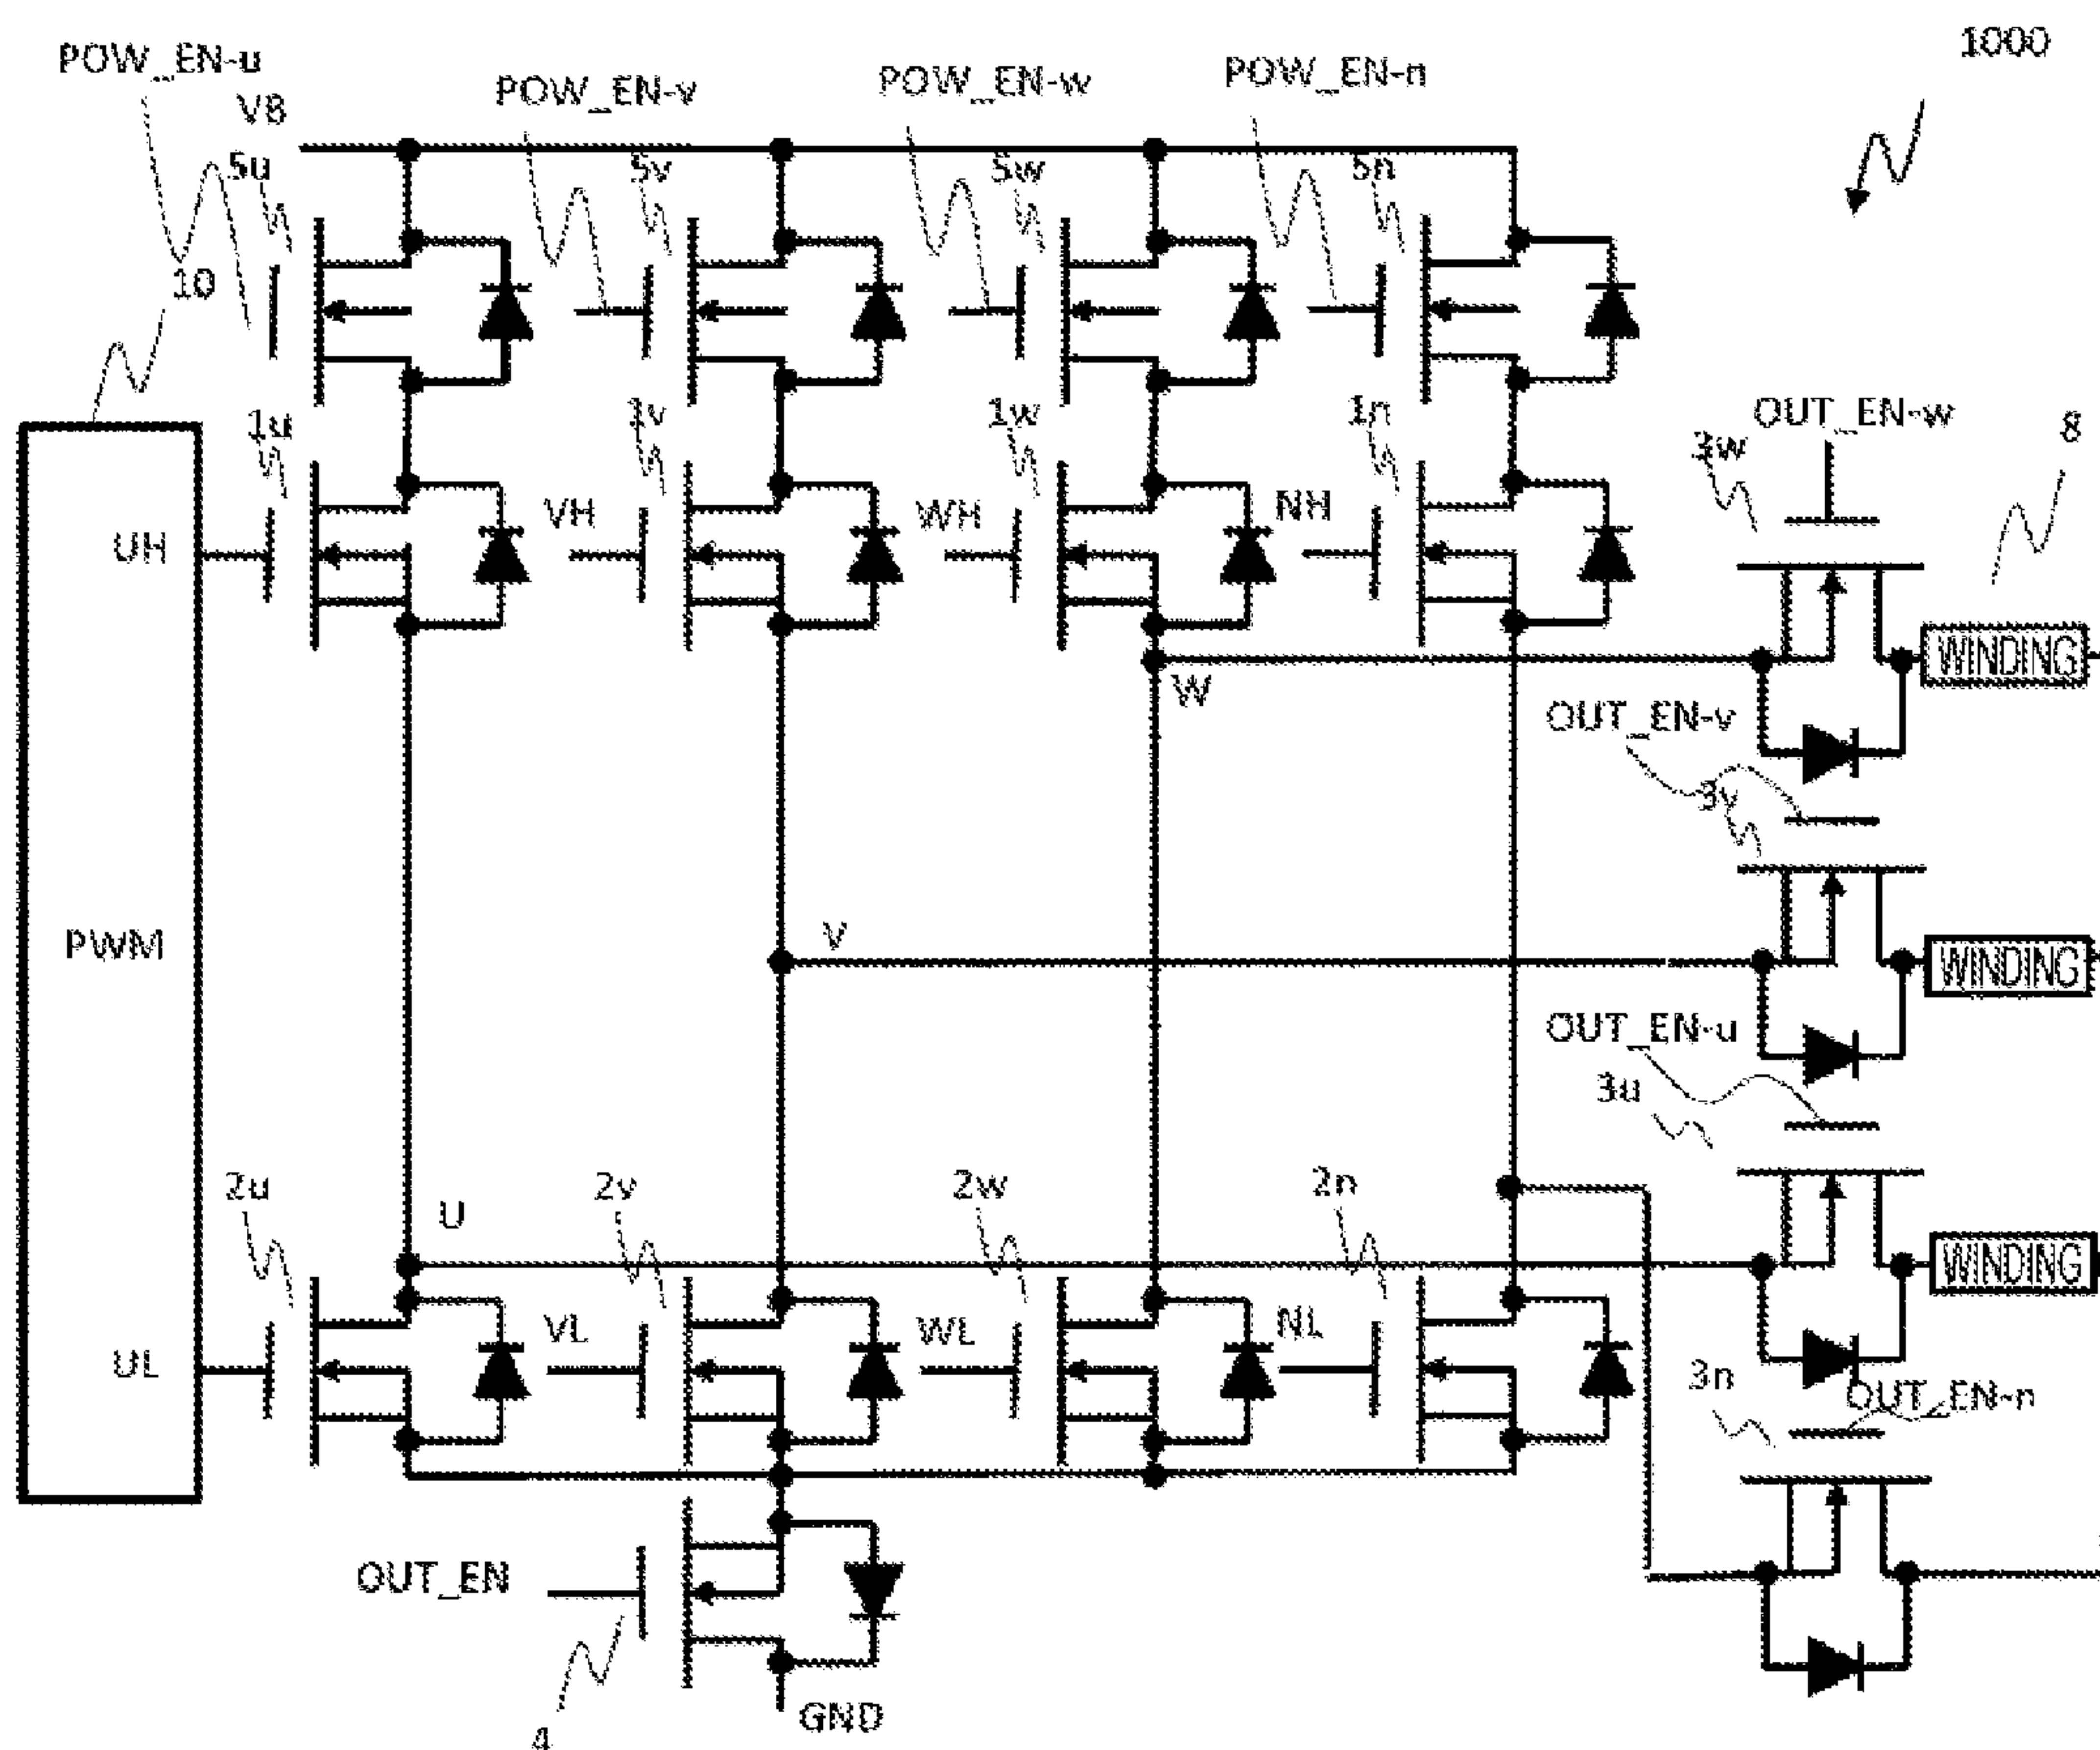 1000
POW_EN-u
POW_EN-v
POW_EN-w
POW_EN-n
VB
5u
5v
5w
5n
10
1u
1v
1w
1n
3w
OUT_EN-w
8
UH
VH
WH
NH
WINDING
W
OUT_EN-v
3v
PWM
V
WINDING
OUT_EN-u
3u
2u
2v
2w
2n
U
WINDING
UL
VL
WL
NL
3n
OUT_EN-n
OUT_EN
4
GND